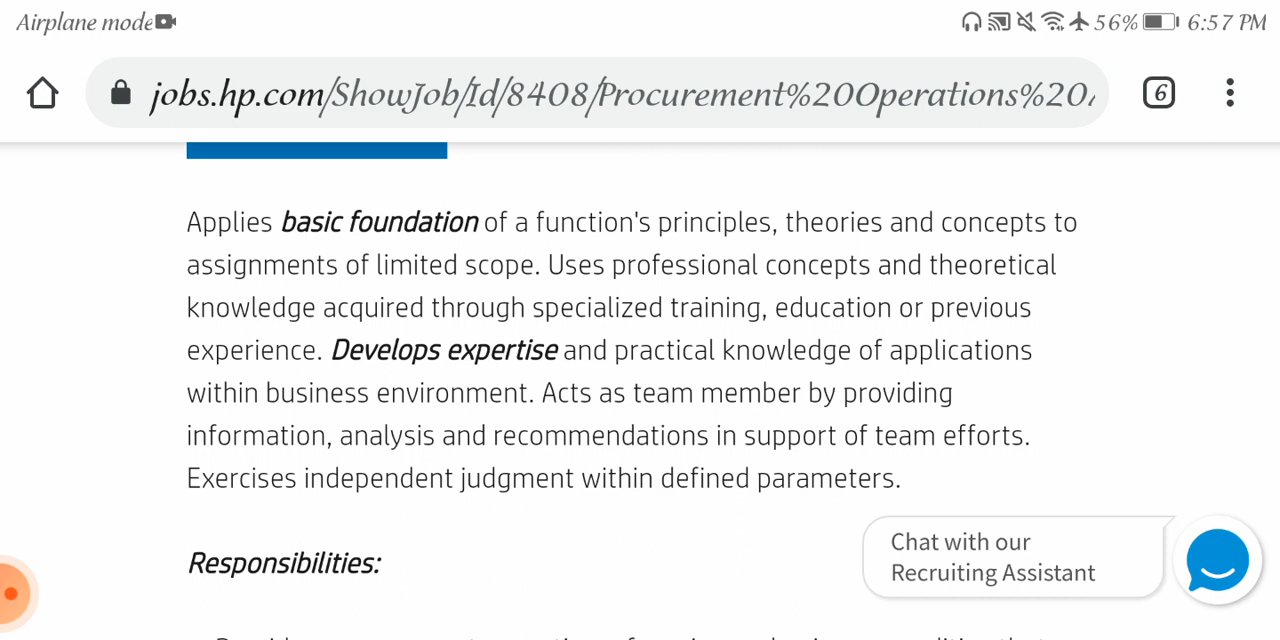 Airplane mode
56%
6:57 PM
jobs.hp.com/ShowJob/Id/8408/Procurement%20Operations%20
6
Applies basic foundation of a function's principles, theories and concepts to
assignments of limited scope. Uses professional concepts and theoretical
knowledge acquired through specialized training, education or previous
experience. Develops expertise and practical knowledge of applications
within business environment. Acts as team member by providing
information, analysis and recommendations in support of team efforts.
Exercises independent judgment within defined parameters.
Responsibilities:
Chat with our
Recruiting Assistant